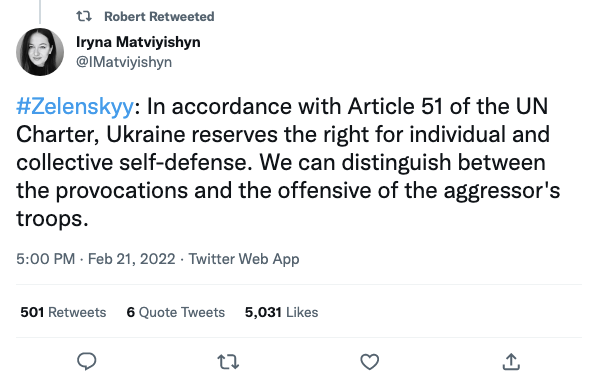 Robert Retweeted
Iryna Matviyishyn
@IMatviyishyn
#Zelenskyy: In accordance with Article 51 of the UN
Charter, Ukraine reserves the right for individual and
collective self-defense. We can distinguish between
the provocations and the offensive of the aggressor's
troops.
5:00 PM · Feb 21, 2022 · Twitter Web App
501 Retweets 6 Quote Tweets 5,031 Likes